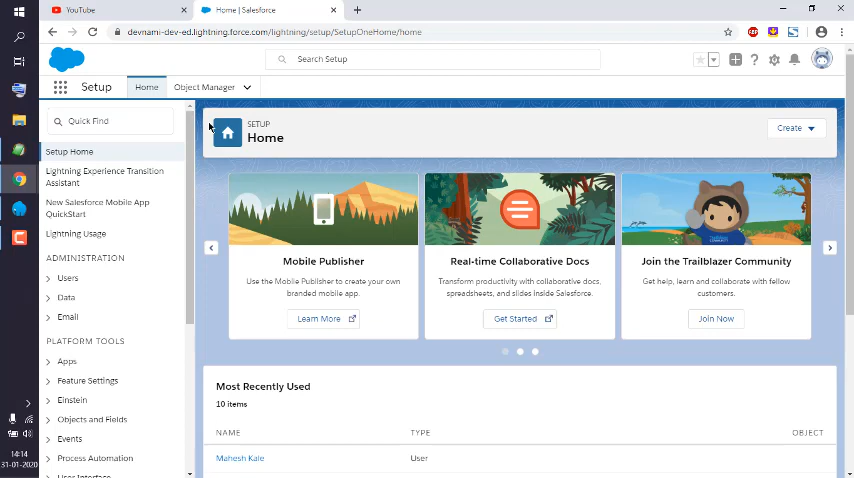 YouTube
Home | Salesforce
devnami-dev-ed.lightning.force.com/lightning/setup/SetupOneHome/home
ABP
Search Setup
Setup
Home
Object Manager
Quick Find
Setup Home
Lightning Experience Transition
Assistant
New Salesforce Mobile App
QuickStart
Lightning Usage
ADMINISTRATION
Users
Data
Email
PLATFORM TOOLS
Apps
Feature Settings
Einstein
Objects and Fields
Events
Process Automation
User Interface
SETUP
Home
Create
Mobile Publisher
Use the Mobile Publisher to create your own
branded mobile app.
Learn More
Real-time Collaborative Docs
Transform productivity with collaborative docs,
spreadsheets, and slides inside Salesforce.
Get Started
Join the Trailblazer Community
Get help, learn and collaborate with fellow
customers.
Join Now
Most Recently Used
10 items
NAME
TYPE
OBJECT
Mahesh Kale
User
14:14
31-01-2020